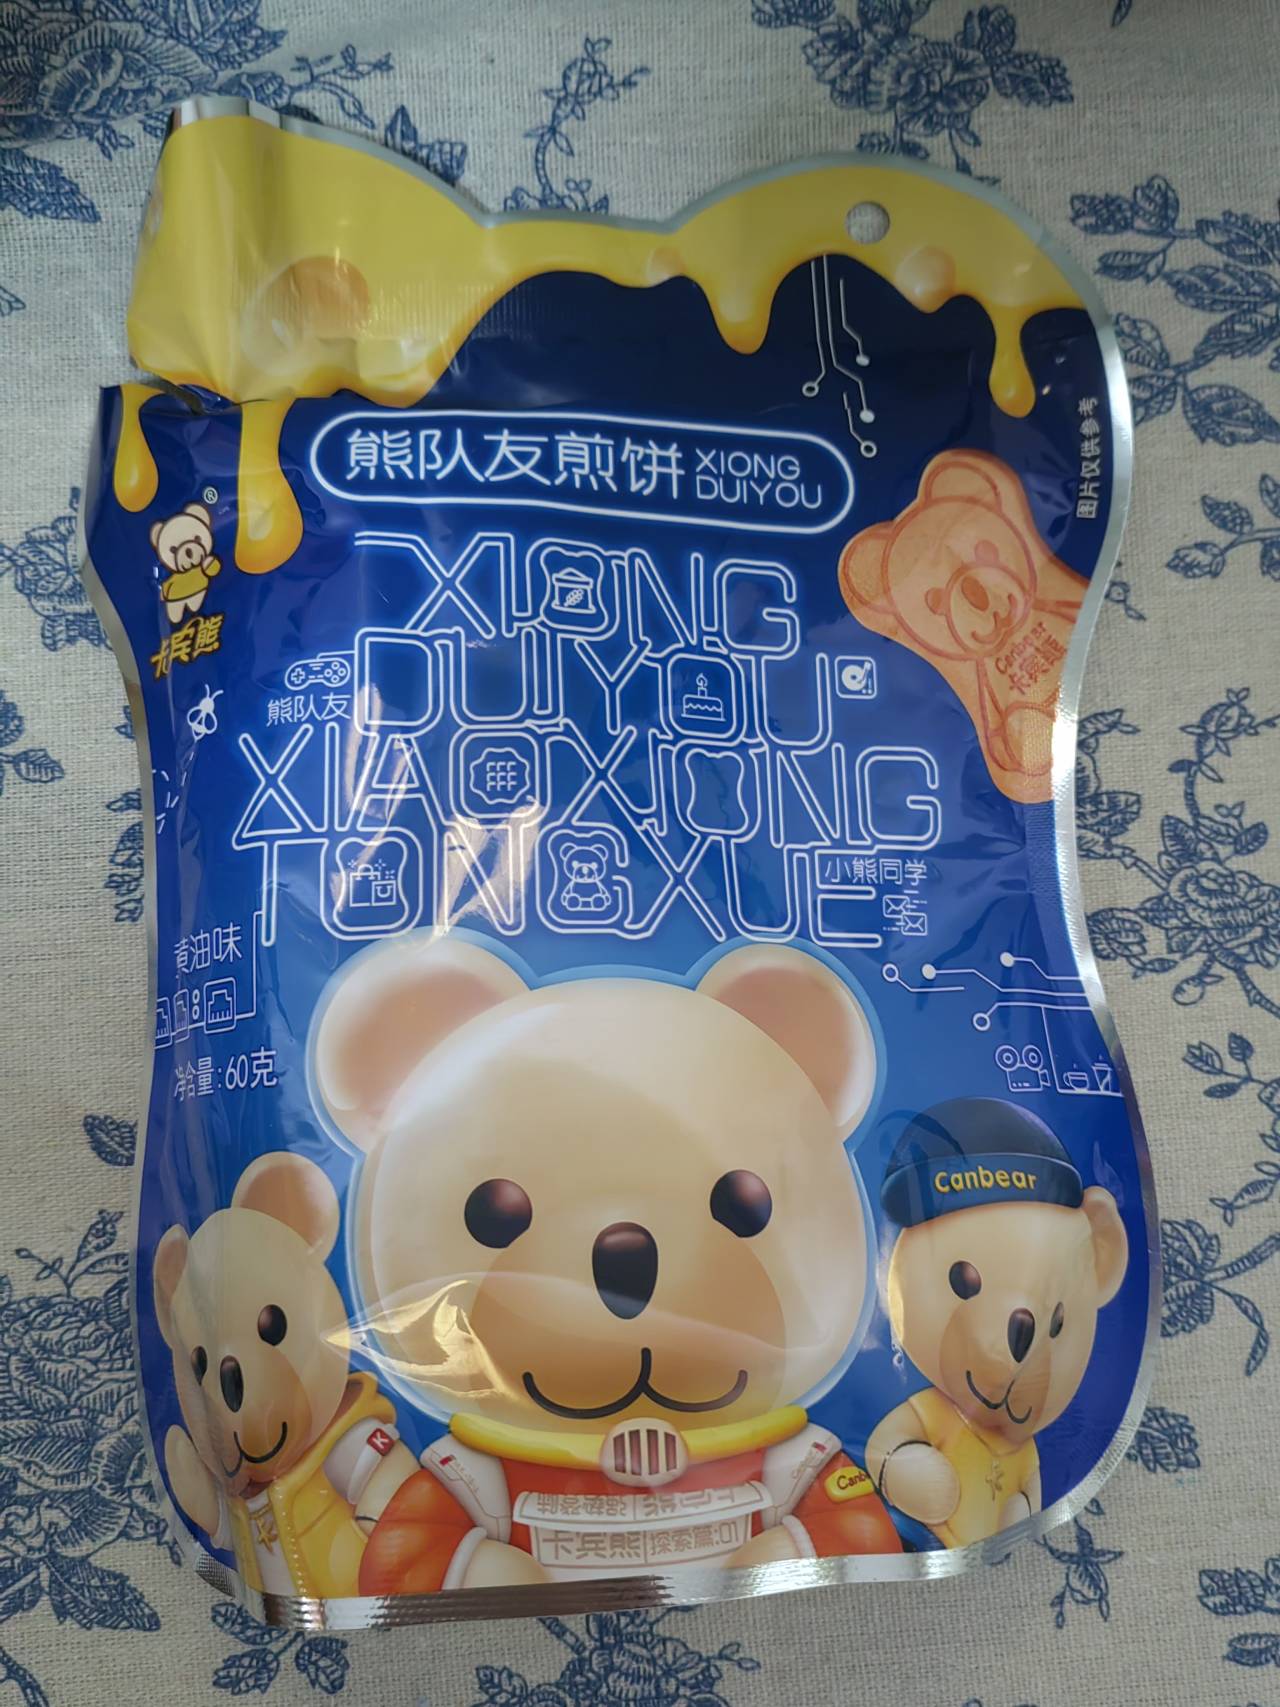 熊队友煎饼
XIONG
DUIYOU
图片仅供参考
®
卡宾熊
XIONG
DUIYOU
熊队友
XIAOXIONG
TONGXUE
小熊同学
Canbear
卡宾熊
黄油味
净含量:60克
Canbear
K
卡兵熊 探索篇:01